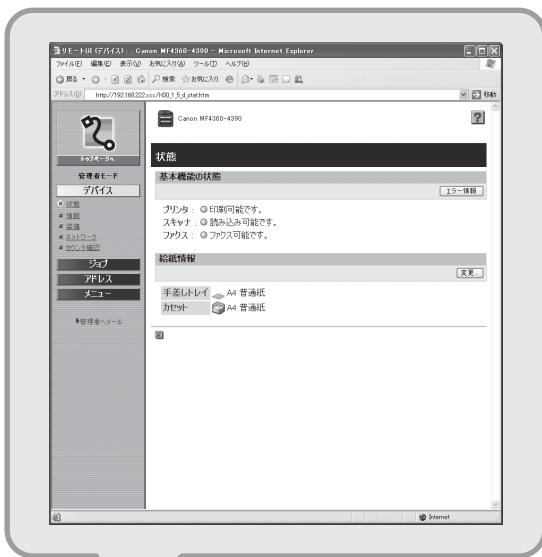 リモートUI (デバイス) : : Canon MF4360-4390 - Microsoft Internet Explorer
ファイル(F) 編集(E) 表示(V) お気に入り(A) ツール(T) ヘルプ(H)
戻る 検索 お気に入り
アドレス(D) http://192.168.222.xxx/H30_1_5_d_stat.htm 移動
Canon MF4360-4390
トップページへ
状態
管理者モード
基本機能の状態
デバイス
エラー情報
状態
情報
装備
ネットワーク
カウンタ確認
プリンタ : 印刷可能です。
スキャナ : 読み込み可能です。
ファクス : ファクス可能です。
ジョブ
アドレス
メニュー
給紙情報
変更...
手差しトレイ A4 普通紙
カセット A4 普通紙
管理者へメール
Internet